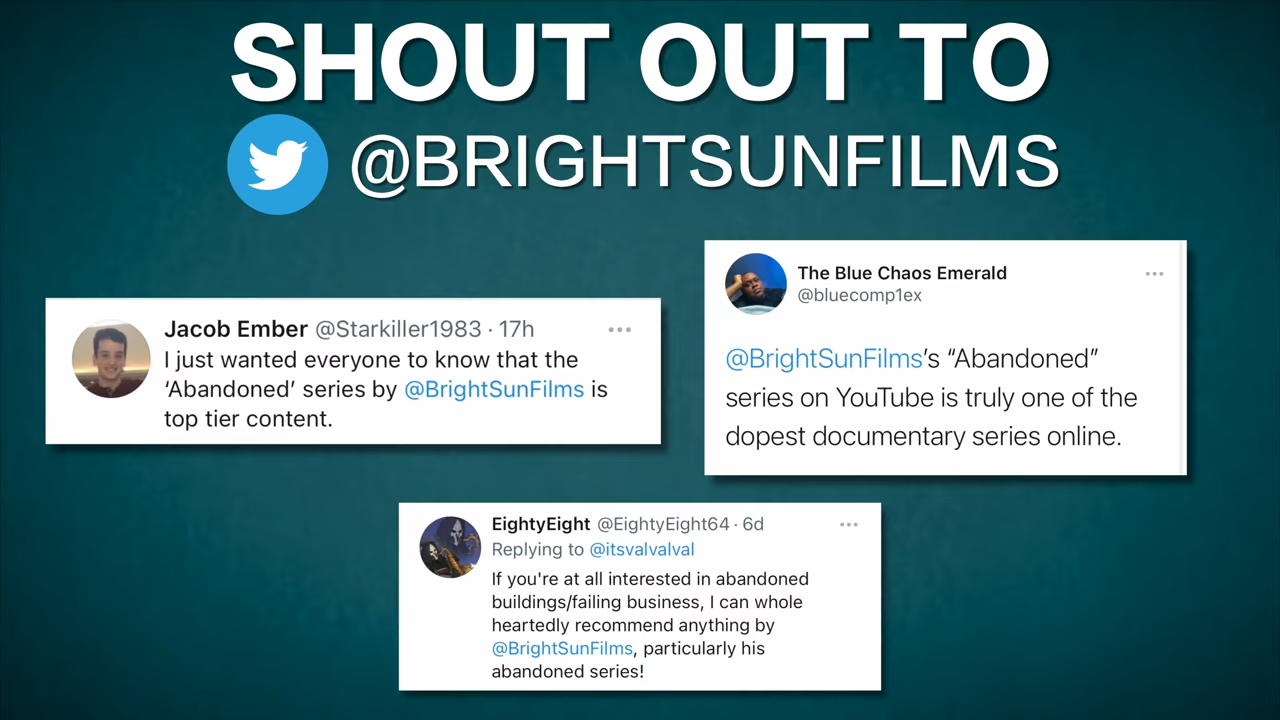 SHOUT OUT TO
@BRIGHTSUNFILMS
Jacob Ember @Starkiller1983 · 17h
I just wanted everyone to know that the
‘Abandoned’ series by @BrightSunFilms is
top tier content.
The Blue Chaos Emerald
@bluecomp1ex
@BrightSunFilms’s “Abandoned”
series on YouTube is truly one of the
dopest documentary series online.
EightyEight @EightyEight64 · 6d
Replying to @itsvalvalval
If you're at all interested in abandoned
buildings/failing business, I can whole
heartedly recommend anything by
@BrightSunFilms, particularly his
abandoned series!